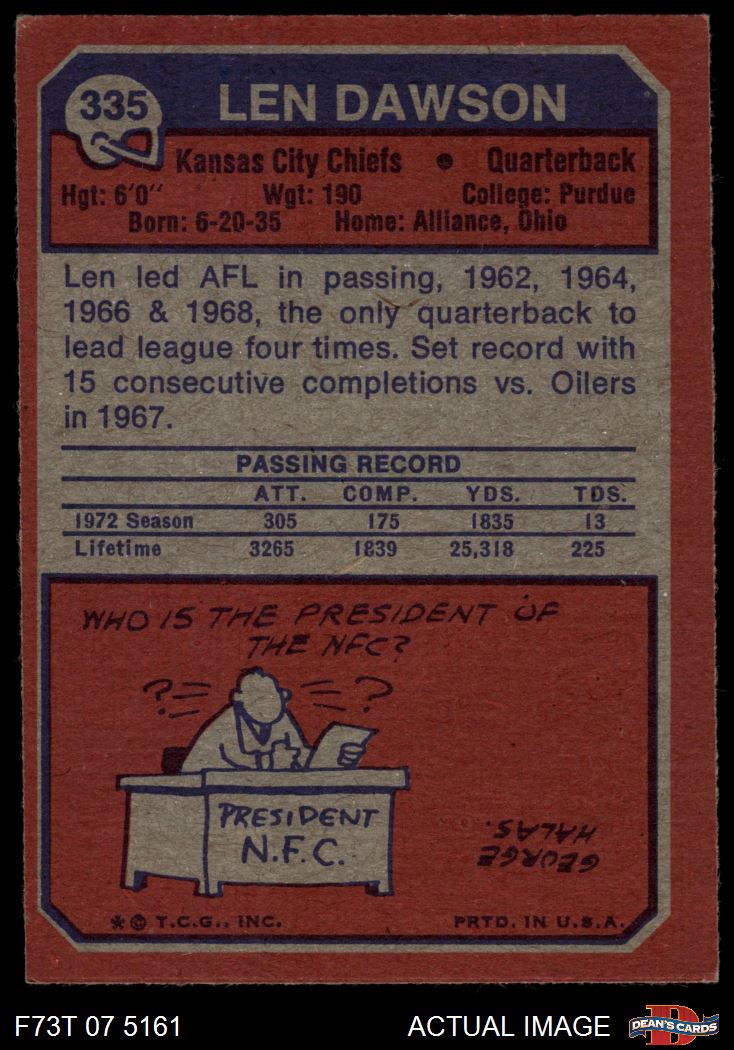 335
LEN DAWSON
Kansas City Chiefs • Quarterback
Hgt: 6'0" Wgt: 190 College: Purdue
Born: 6-20-35 Home: Alliance, Ohio
Len led AFL in passing, 1962, 1964,
1966 & 1968, the only quarterback to
lead league four times. Set record with
15 consecutive completions vs. Oilers
in 1967.
PASSING RECORD
ATT. COMP. YDS. TDS.
1972 Season 305 175 1835 13
Lifetime 3265 1839 25,318 225
WHO IS THE PRESIDENT OF
THE NFC?
? ?
PRESIDENT
N.F.C.
GEORGE
HALAS.
* © T.C.G., INC. PRTD. IN U.S.A.
F73T 07 5161 ACTUAL IMAGE
D
DEAN'S CARDS